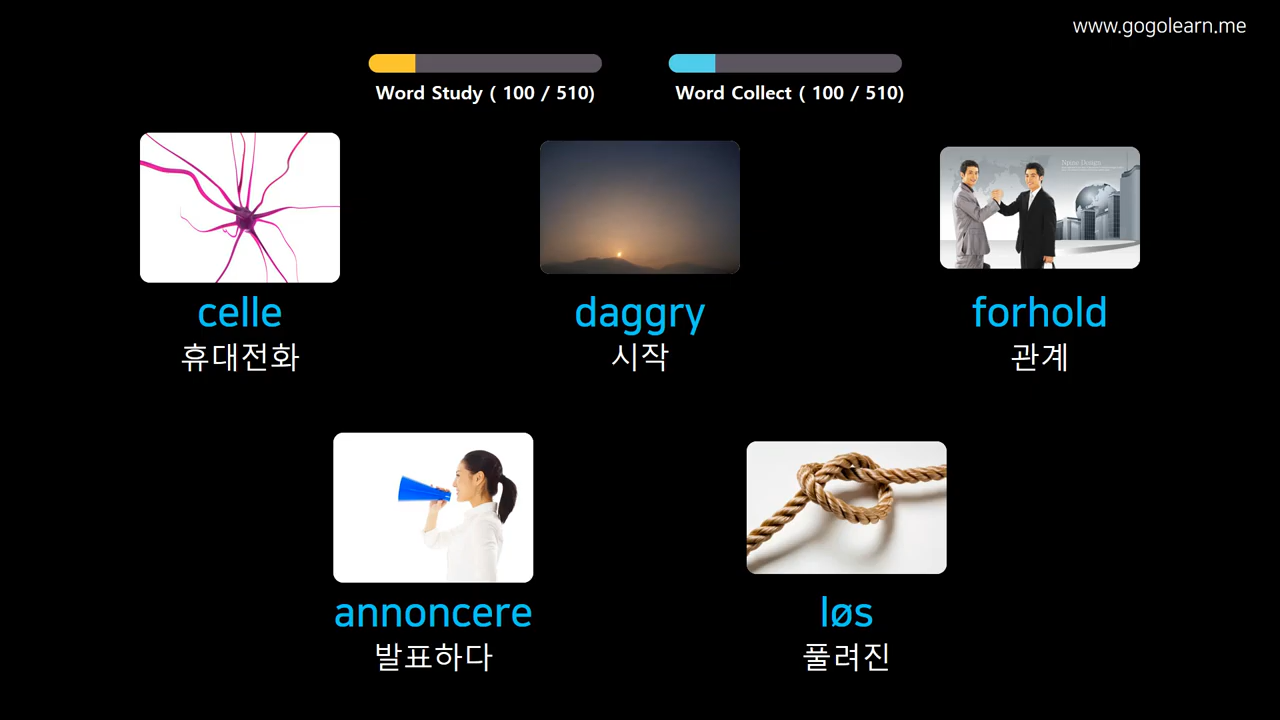 www.gogolearn.me
Word Study ( 100 / 510)
Word Collect ( 100 / 510)
celle
휴대전화
daggry
시작
forhold
관계
annoncere
발표하다
løs
풀려진